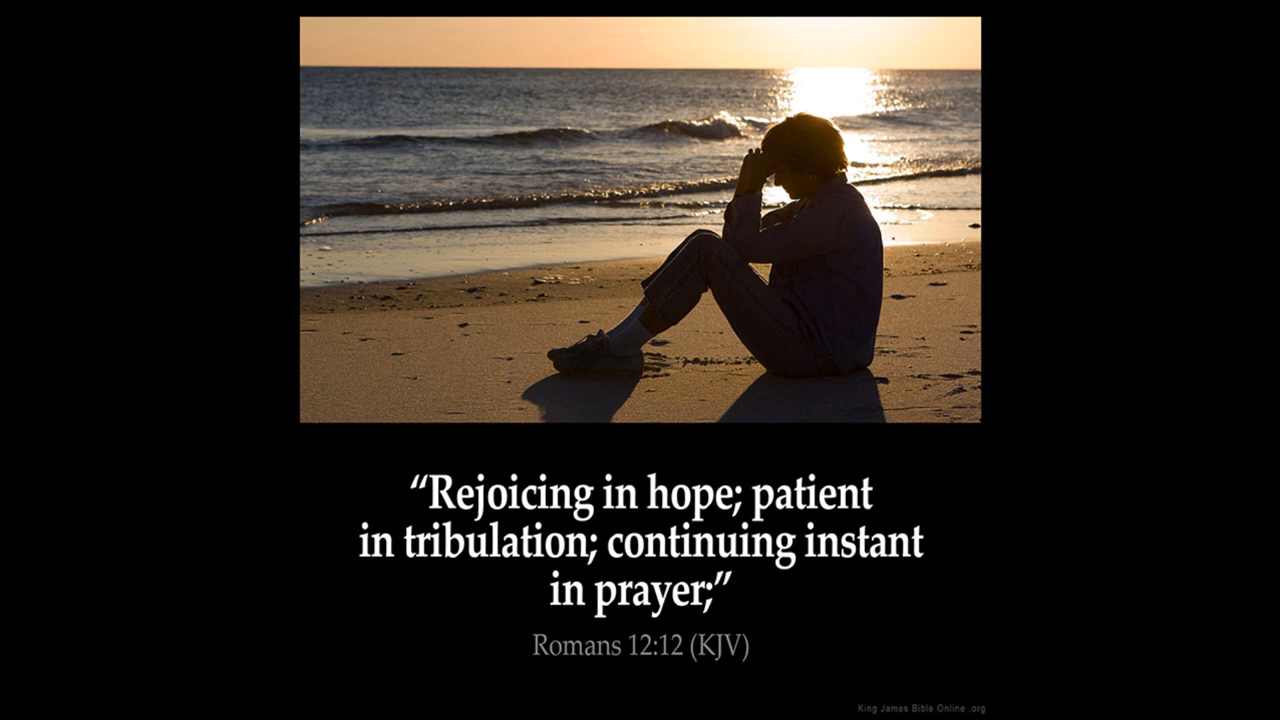 “Rejoicing in hope; patient
in tribulation; continuing instant
in prayer;”
Romans 12:12 (KJV)
King James Bible Online .org